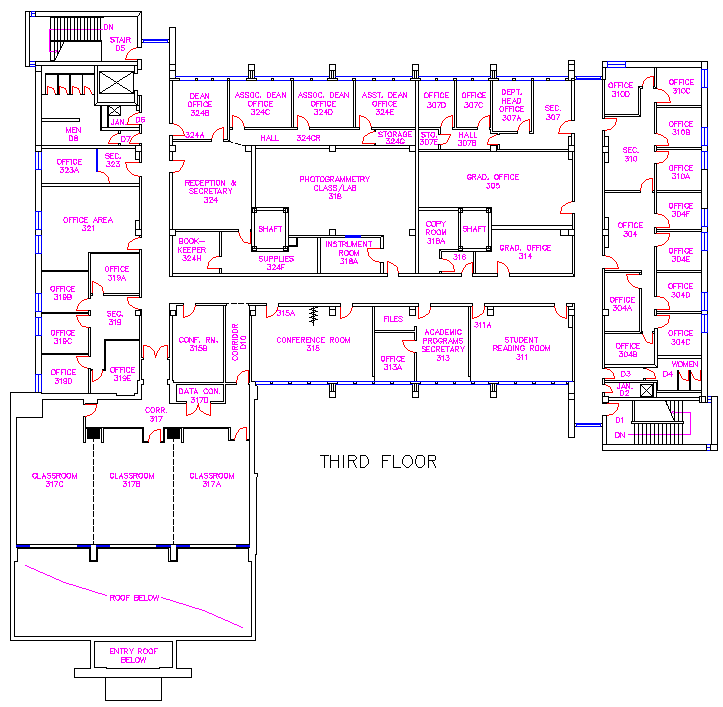 DN
STAIR
D5
DEAN
OFFICE
324B
ASSOC. DEAN
OFFICE
324C
ASSOC. DEAN
OFFICE
324D
ASST. DEAN
OFFICE
324E
OFFICE
307D
OFFICE
307C
DEPT.
HEAD
OFFICE
307A
SEC.
307
OFFICE
310D
OFFICE
310C
JAN.
D6
MEN
D8
D7
324A
HALL
324CR
STORAGE
324G
STO.
307E
HALL
307B
OFFICE
310B
SEC.
310
OFFICE
310A
OFFICE
323A
SEC.
323
RECEPTION &
SECRETARY
324
PHOTOGRAMMETRY
CLASS/LAB
318
GRAD. OFFICE
305
OFFICE
304
OFFICE
304F
OFFICE AREA
321
SHAFT
COPY
ROOM
318A
SHAFT
BOOK-
KEEPER
324H
SUPPLIES
324F
INSTRUMENT
ROOM
318A
316
GRAD. OFFICE
314
OFFICE
304E
OFFICE
319A
OFFICE
319B
OFFICE
304D
OFFICE
304A
SEC.
319
OFFICE
319C
CONF. RM.
315B
CORRIDOR
D10
315A
CONFERENCE ROOM
315
FILES
OFFICE
313A
ACADEMIC
PROGRAMS
SECRETARY
313
311A
STUDENT
READING ROOM
311
OFFICE
304B
OFFICE
304C
OFFICE
319D
OFFICE
319E
WOMEN
D3
D4
JAN.
D2
DATA CON.
317D
CORR.
317
D1
DN
THIRD FLOOR
CLASSROOM
317C
CLASSROOM
317B
CLASSROOM
317A
ROOF BELOW
ENTRY ROOF
BELOW